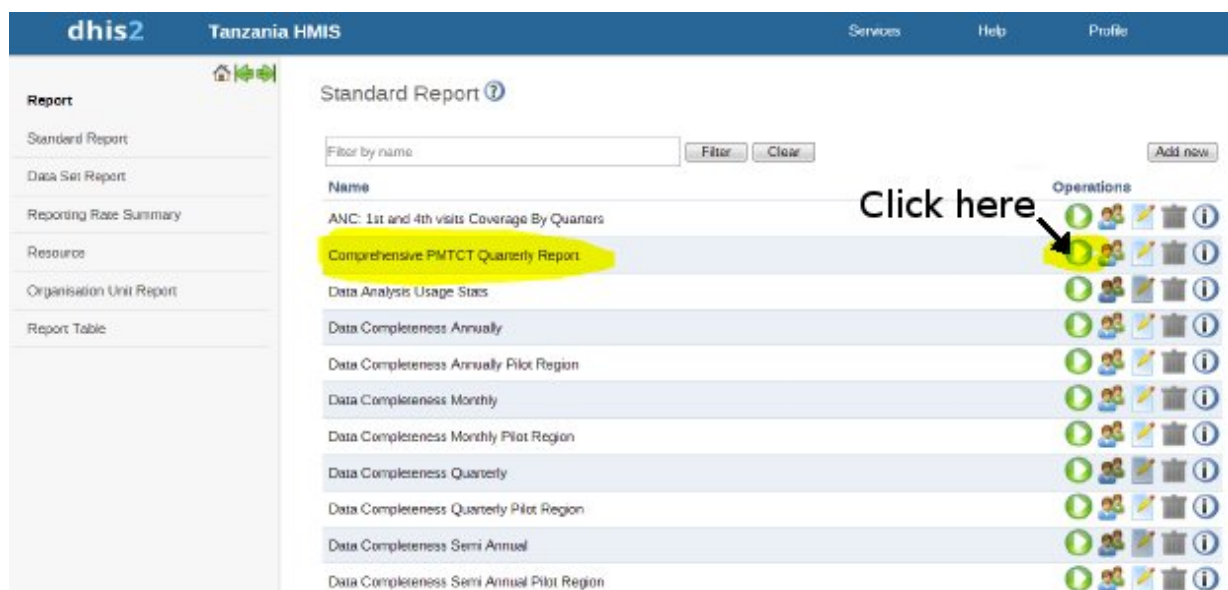 dhis2 Tanzania HMIS Services Help Profile
Report
Standard Report
Data Set Report
Reporting Rate Summary
Resource
Organisation Unit Report
Report Table
Standard Report ?
Filter by name Filter Clear Add new
Name Operations
Click here
ANC: 1st and 4th visits Coverage By Quarters
Comprehensive PMTCT Quarterly Report
Data Analysis Usage Stats
Data Completeness Annually
Data Completeness Annually Pilot Region
Data Completeness Monthly
Data Completeness Monthly Pilot Region
Data Completeness Quarterly
Data Completeness Quarterly Pilot Region
Data Completeness Semi Annual
Data Completeness Semi Annual Pilot Region